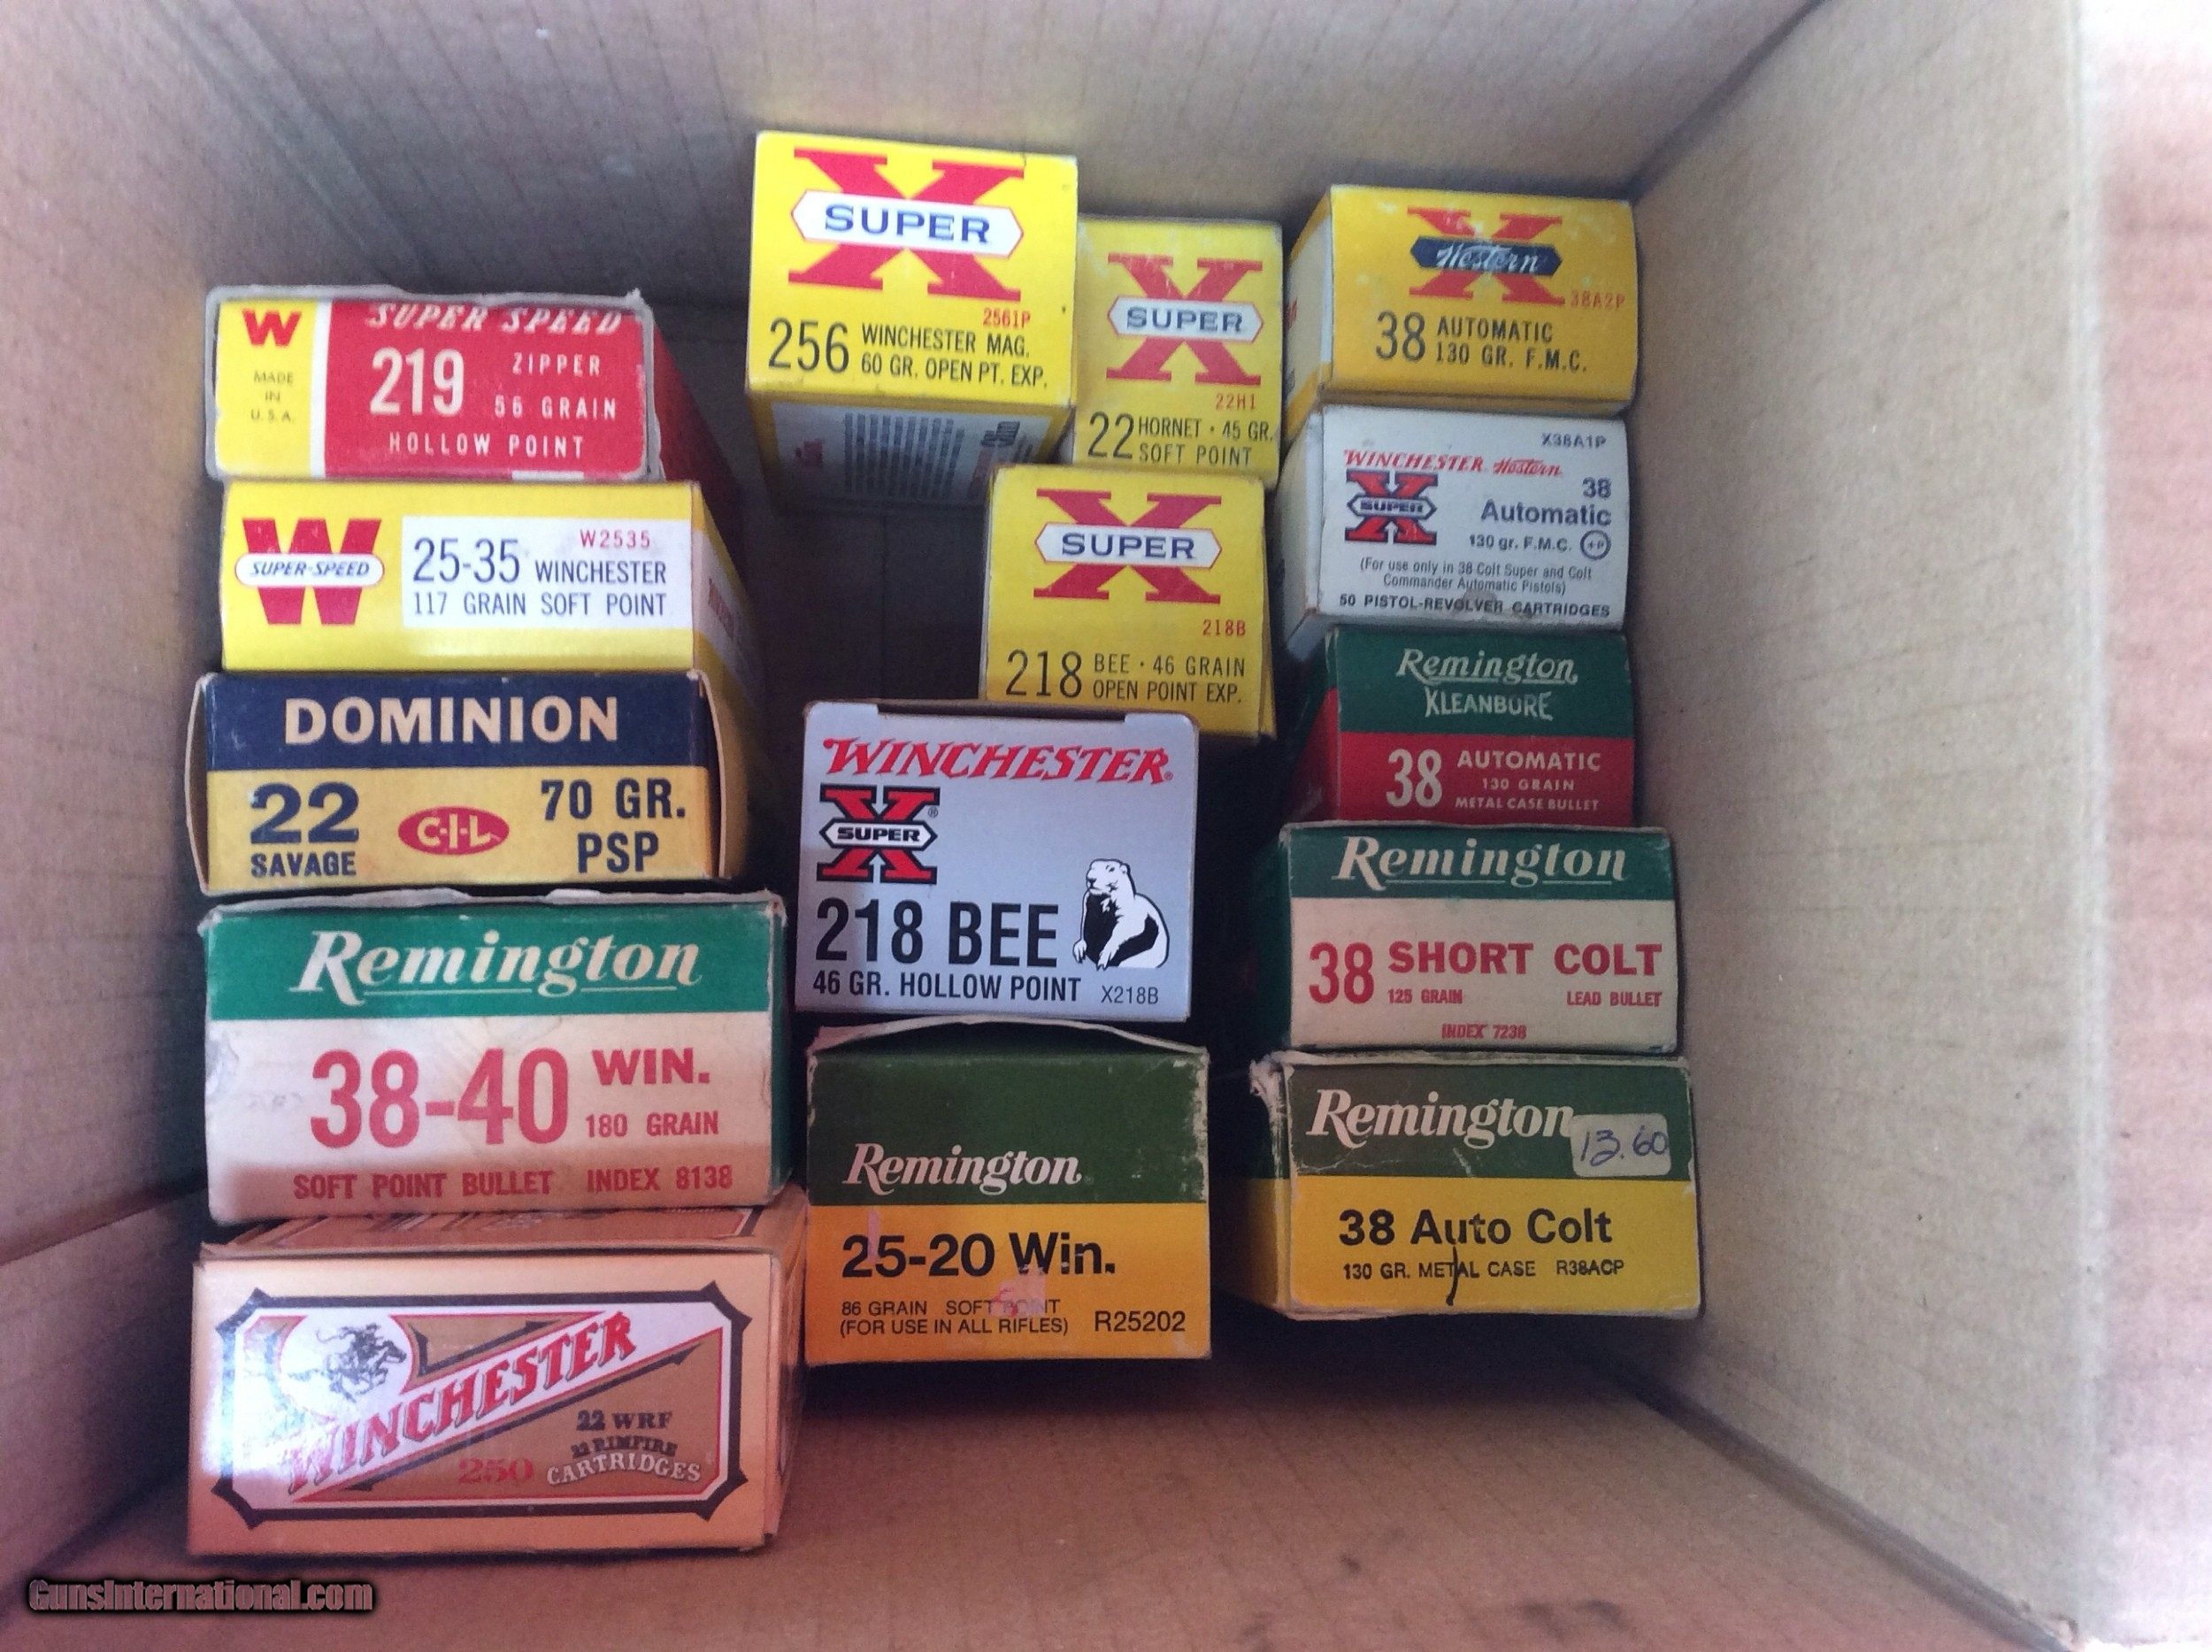 W
MADE
IN
U.S.A.
SUPER SPEED
219 ZIPPER
56 GRAIN
HOLLOW POINT
W
SUPER-SPEED
W2535
25-35 WINCHESTER
117 GRAIN SOFT POINT
DOMINION
22
SAVAGE
C-I-L
70 GR.
PSP
Remington
38-40 WIN.
180 GRAIN
SOFT POINT BULLET INDEX 8138
WINCHESTER
22 WRF
22 RIMFIRE
250 CARTRIDGES
X
SUPER
2561P
256 WINCHESTER MAG.
60 GR. OPEN PT. EXP.
X
SUPER
22H1
22 HORNET · 45 GR.
SOFT POINT
X
SUPER
218B
218 BEE · 46 GRAIN
OPEN POINT EXP.
WINCHESTER
X
SUPER
218 BEE
46 GR. HOLLOW POINT X218B
Remington
25-20 Win.
86 GRAIN SOFT POINT
(FOR USE IN ALL RIFLES) R25202
X
Western
38A2P
38 AUTOMATIC
130 GR. F.M.C.
X38A1P
WINCHESTER Western
X
SUPER
38
Automatic
130 gr. F.M.C. +P
(For use only in 38 Colt Super and Colt
Commander Automatic Pistols)
50 PISTOL-REVOLVER CARTRIDGES
Remington
KLEANBORE
38 AUTOMATIC
130 GRAIN
METAL CASE BULLET
Remington
38 SHORT COLT
125 GRAIN LEAD BULLET
INDEX 7238
Remington
13.60
38 Auto Colt
130 GR. METAL CASE R38ACP
GunsInternational.com